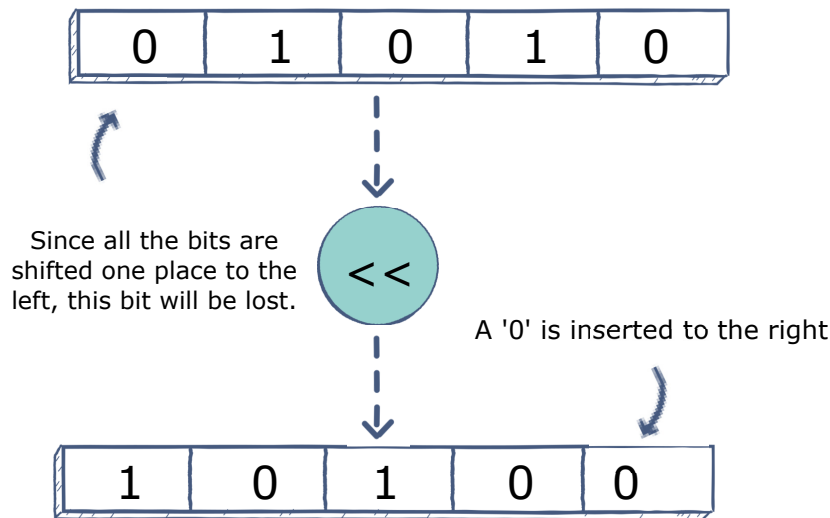 0 1 0 1 0
Since all the bits are
shifted one place to the
left, this bit will be lost.
<<
A '0' is inserted to the right
1 0 1 0 0